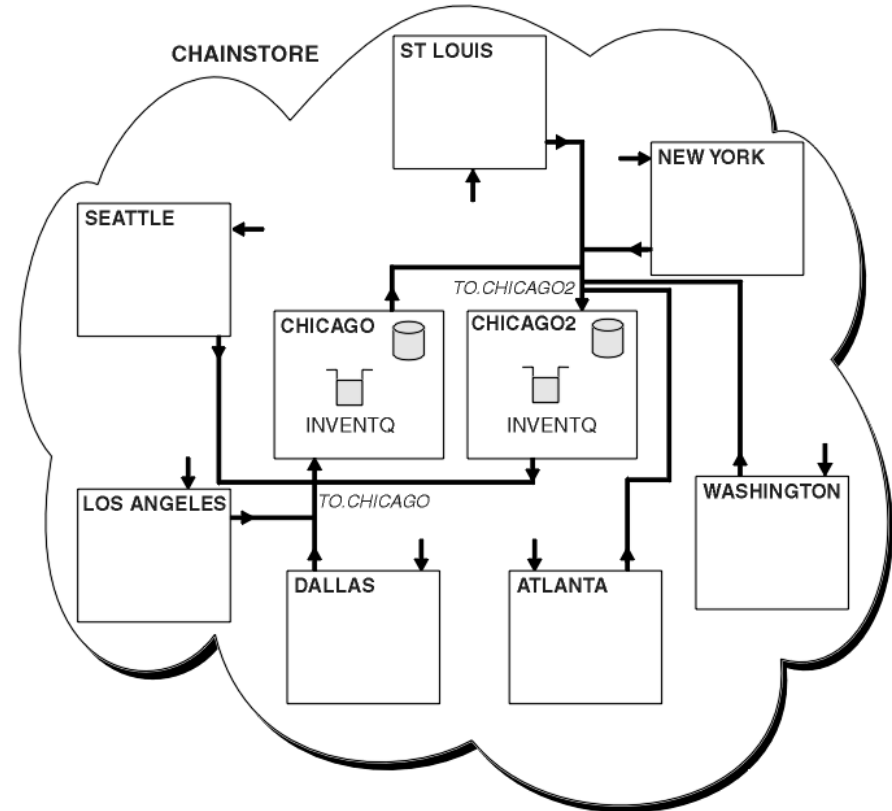 CHAINSTORE
ST LOUIS
NEW YORK
SEATTLE
TO.CHICAGO2
CHICAGO
CHICAGO2
INVENTQ
INVENTQ
LOS ANGELES
TO.CHICAGO
WASHINGTON
DALLAS
ATLANTA